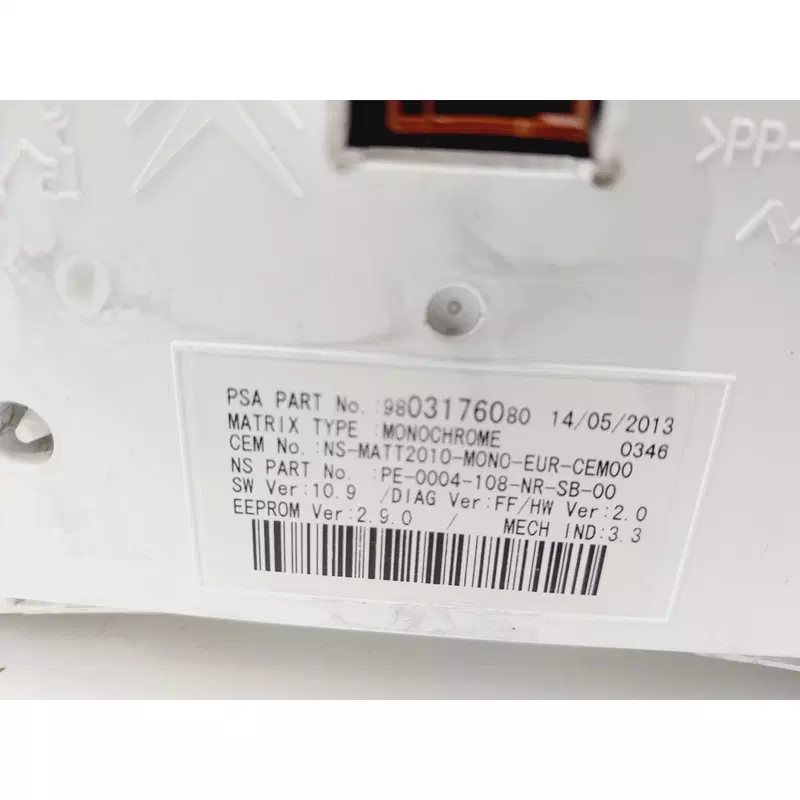 >PP-
PSA PART No. :9803176080 14/05/2013
MATRIX TYPE :MONOCHROME 0346
CEM No. :NS-MATT2010-MONO-EUR-CEM00
NS PART No. :PE-0004-108-NR-SB-00
SW Ver:10.9 /DIAG Ver:FF/HW Ver:2.0
EEPROM Ver:2.9.0 / MECH IND:3.3